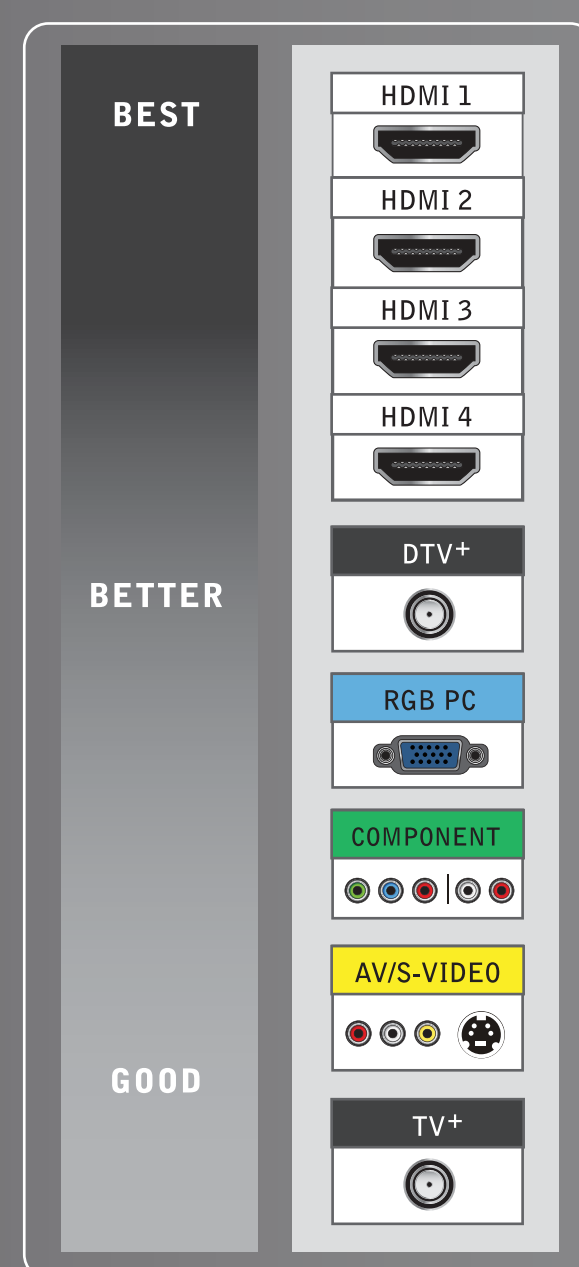 BEST
HDMI 1
HDMI 2
HDMI 3
HDMI 4
DTV+
BETTER
RGB PC
COMPONENT
AV/S-VIDEO
GOOD
TV+